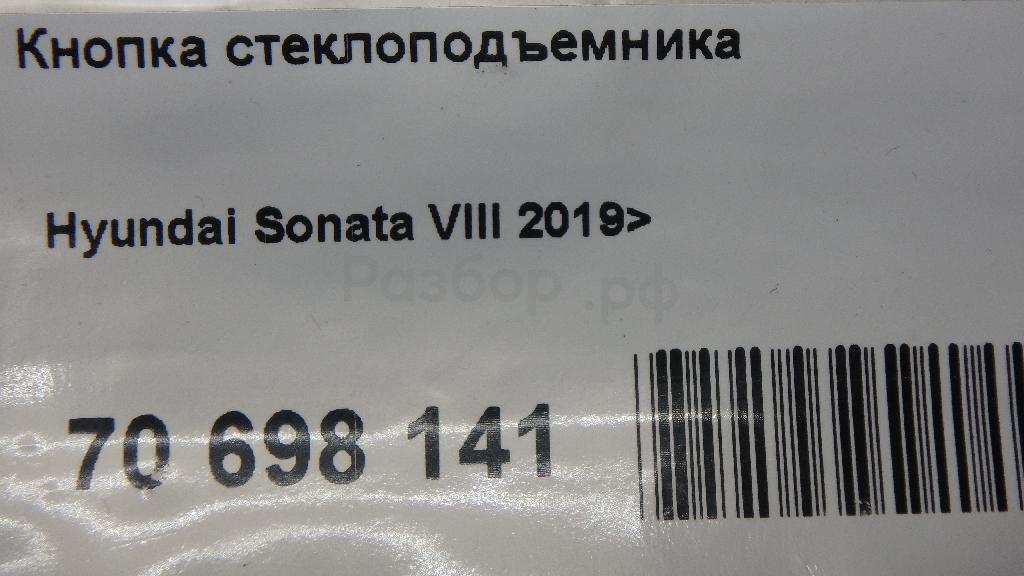 Кнопка стеклоподъемника
Hyundai Sonata VIII 2019>
Разбор.рф
70 698 141